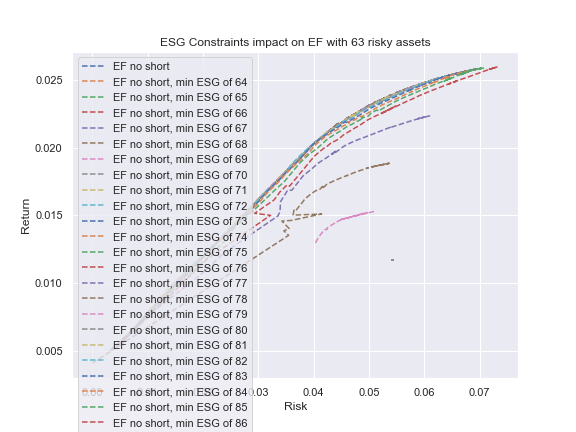 ESG Constraints impact on EF with 63 risky assets
Return
0.025
0.020
0.015
0.010
0.005
EF no short
EF no short, min ESG of 64
EF no short, min ESG of 65
EF no short, min ESG of 66
EF no short, min ESG of 67
EF no short, min ESG of 68
EF no short, min ESG of 69
EF no short, min ESG of 70
EF no short, min ESG of 71
EF no short, min ESG of 72
EF no short, min ESG of 73
EF no short, min ESG of 74
EF no short, min ESG of 75
EF no short, min ESG of 76
EF no short, min ESG of 77
EF no short, min ESG of 78
EF no short, min ESG of 79
EF no short, min ESG of 80
EF no short, min ESG of 81
EF no short, min ESG of 82
EF no short, min ESG of 83
EF no short, min ESG of 84
EF no short, min ESG of 85
EF no short, min ESG of 86
0.03 0.04 0.05 0.06 0.07
Risk